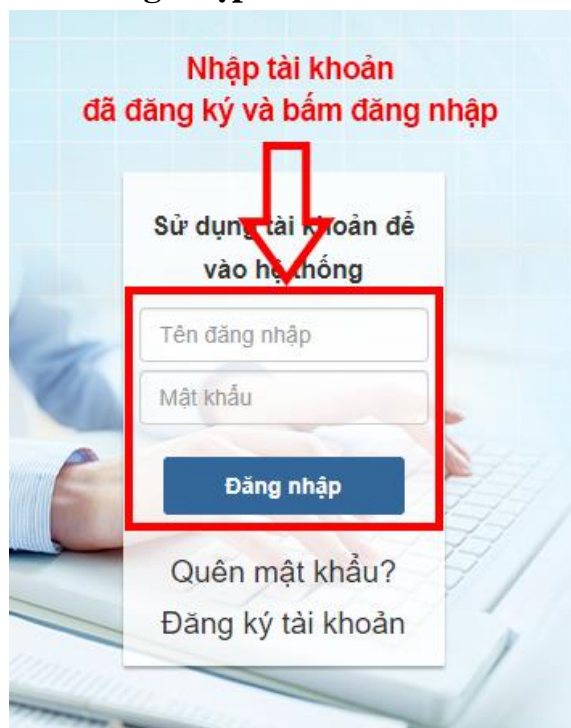 Nhập tài khoản
đã đăng ký và bấm đăng nhập
Sử dụng tài khoản để
vào hệ thống
Tên đăng nhập
Mật khẩu
Đăng nhập
Quên mật khẩu?
Đăng ký tài khoản